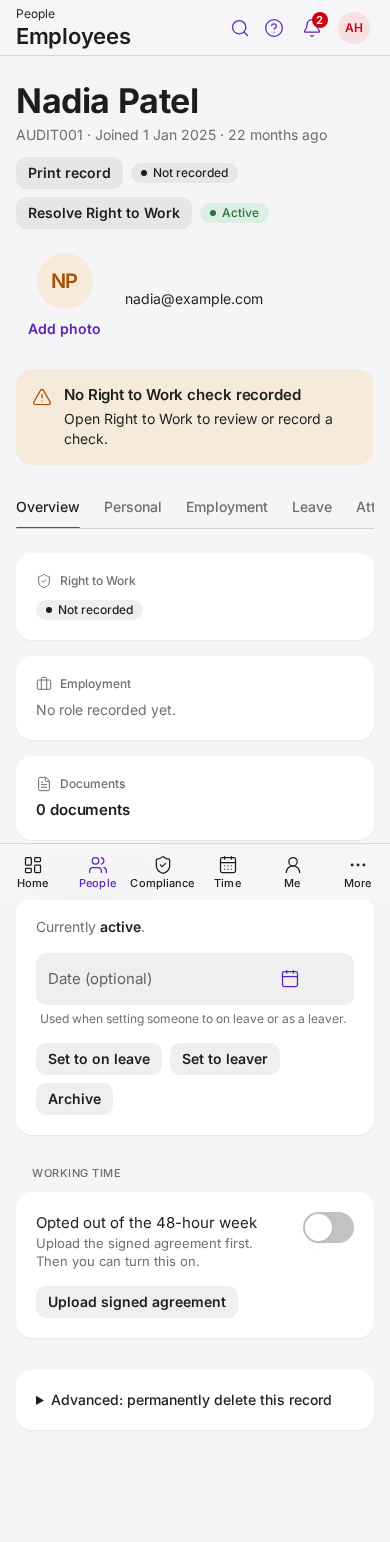 People
Employees
2
AH
Nadia Patel
AUDIT001 · Joined 1 Jan 2025 · 22 months ago
Print record
Not recorded
Resolve Right to Work
Active
NP
nadia@example.com
Add photo
No Right to Work check recorded
Open Right to Work to review or record a
check.
Overview Personal Employment Leave Att
Right to Work
Not recorded
Employment
No role recorded yet.
Documents
0 documents
Home People Compliance Time Me More
Currently active.
Date (optional)
Used when setting someone to on leave or as a leaver.
Set to on leave Set to leaver
Archive
WORKING TIME
Opted out of the 48-hour week
Upload the signed agreement first.
Then you can turn this on.
Upload signed agreement
Advanced: permanently delete this record